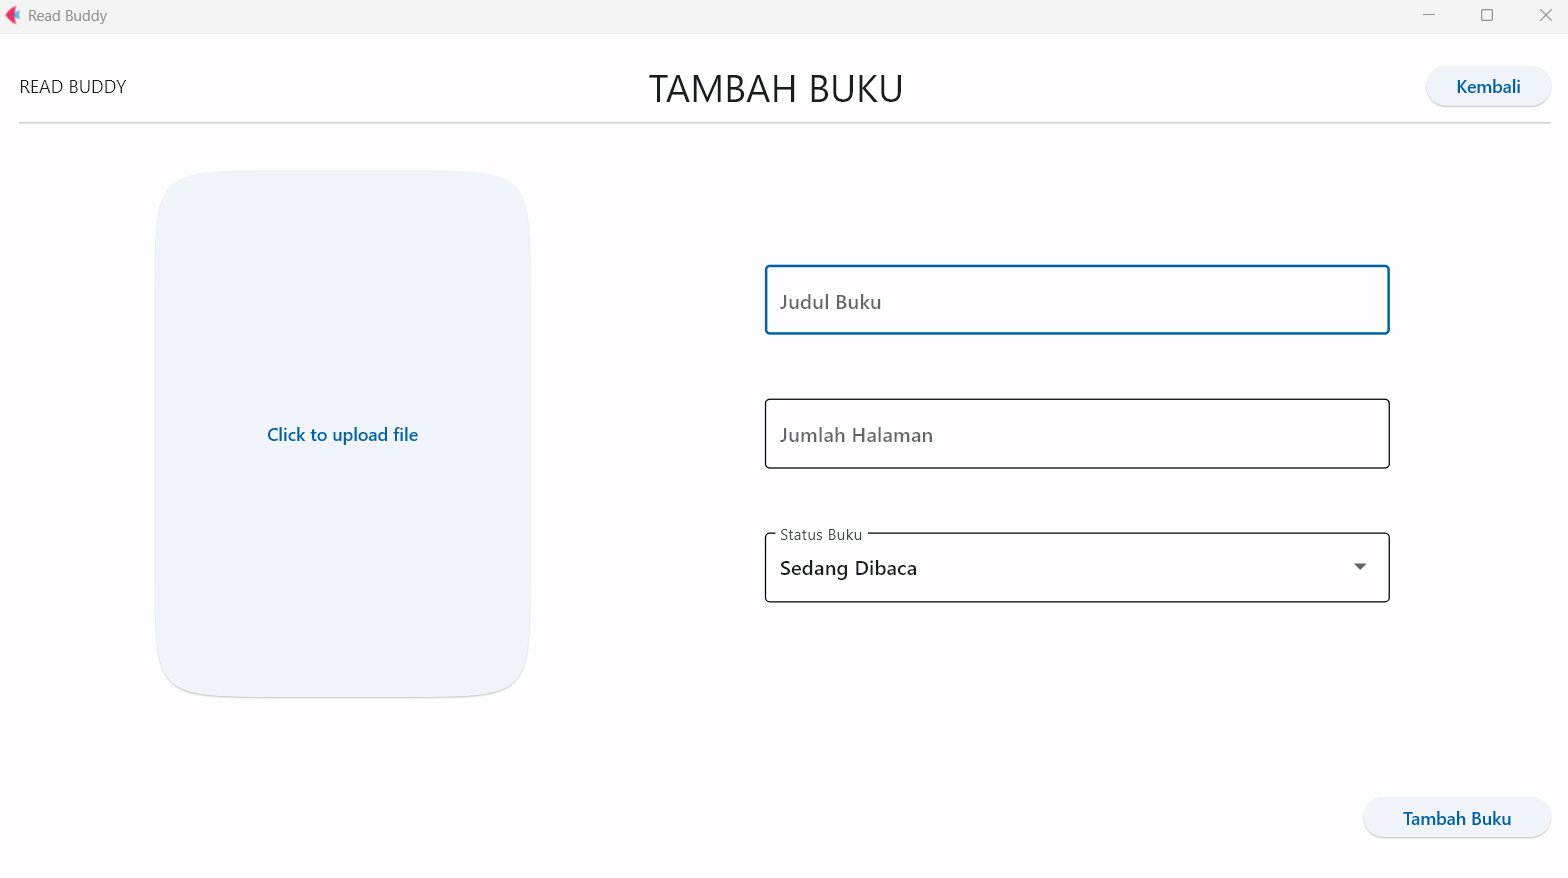 Read Buddy
READ BUDDY
TAMBAH BUKU
Kembali
Click to upload file
Judul Buku
Jumlah Halaman
Status Buku
Sedang Dibaca
Tambah Buku